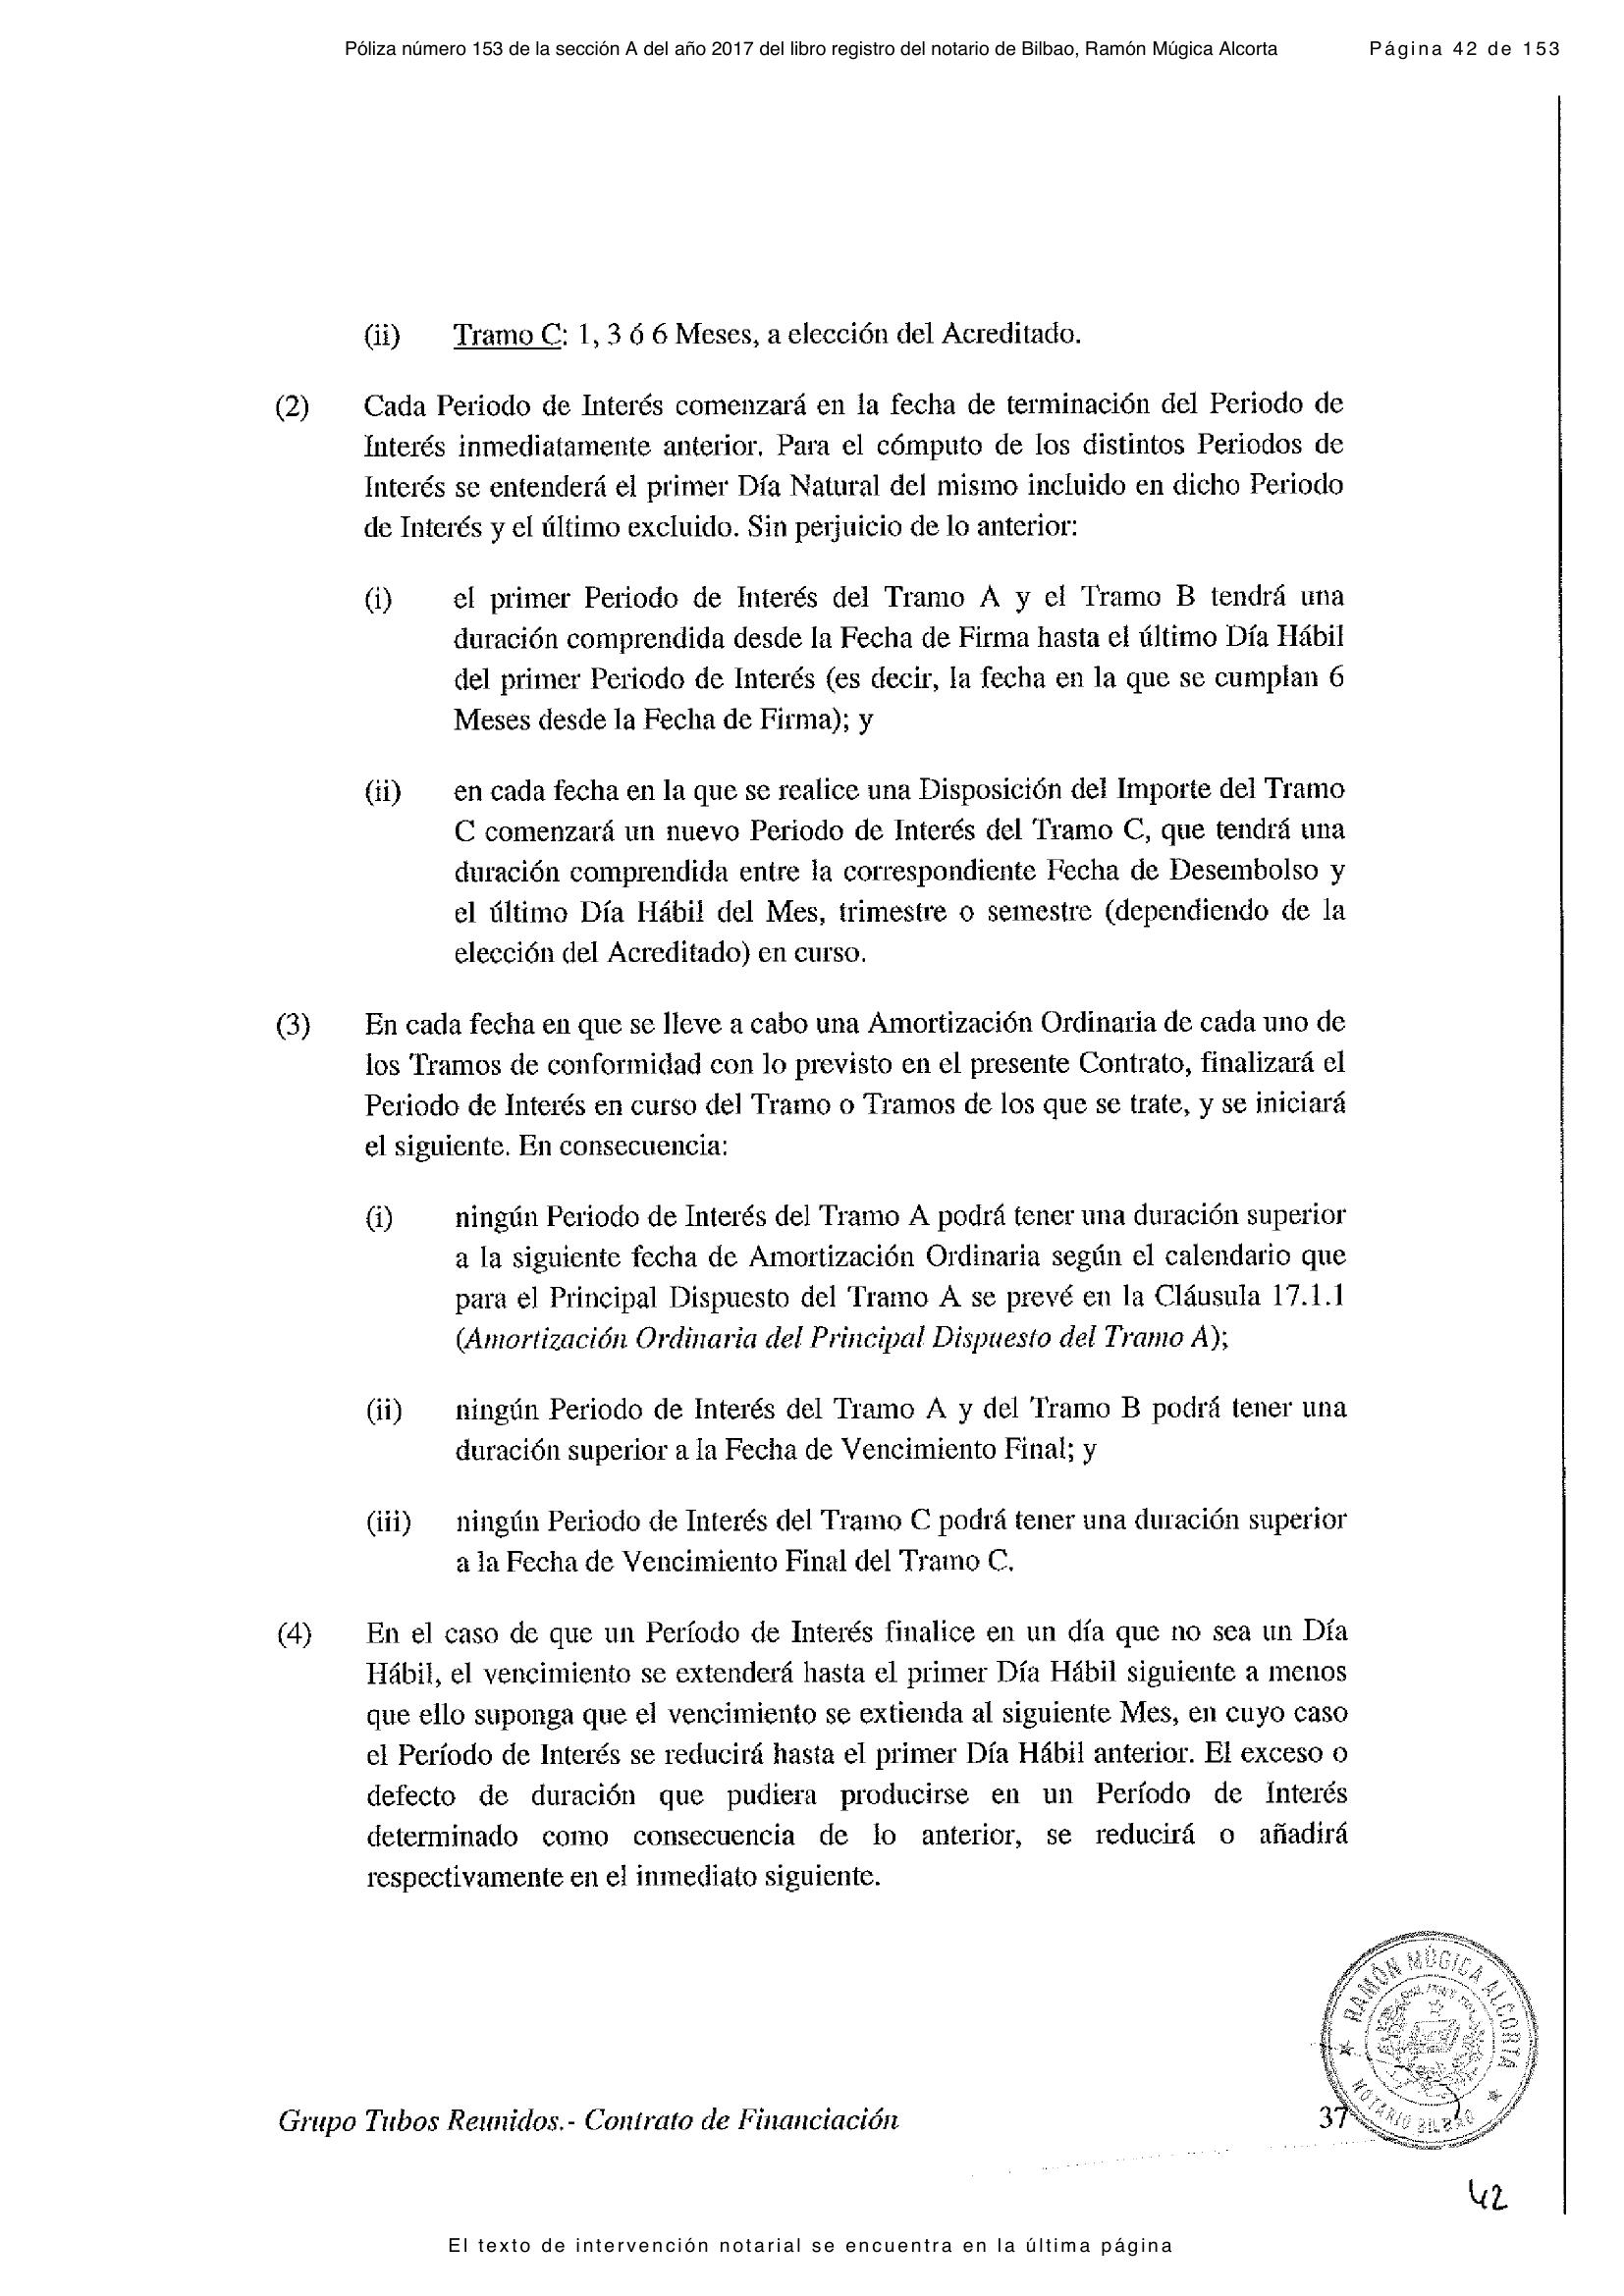 Póliza número 153 de la sección A del año 2017 del libro registro del notario de Bilbao, Ramón Múgica Alcorta
Página 42 de 153
(ii) Tramo C: 1, 3 ó 6 Meses, a elección del Acreditado.
(2) Cada Periodo de Interés comenzará en la fecha de terminación del Periodo de
Interés inmediatamente anterior. Para el cómputo de los distintos Periodos de
Interés se entenderá el primer Día Natural del mismo incluido en dicho Periodo
de Interés y el último excluido. Sin perjuicio de lo anterior:
(i) el primer Periodo de Interés del Tramo A y el Tramo B tendrá una
duración comprendida desde la Fecha de Firma hasta el último Día Hábil
del primer Periodo de Interés (es decir, la fecha en la que se cumplan 6
Meses desde la Fecha de Firma); y
(ii) en cada fecha en la que se realice una Disposición del Importe del Tramo
C comenzará un nuevo Periodo de Interés del Tramo C, que tendrá una
duración comprendida entre la correspondiente Fecha de Desembolso y
el último Día Hábil del Mes, trimestre o semestre (dependiendo de la
elección del Acreditado) en curso.
(3) En cada fecha en que se lleve a cabo una Amortización Ordinaria de cada uno de
los Tramos de conformidad con lo previsto en el presente Contrato, finalizará el
Periodo de Interés en curso del Tramo o Tramos de los que se trate, y se iniciará
el siguiente. En consecuencia:
(i) ningún Periodo de Interés del Tramo A podrá tener una duración superior
a la siguiente fecha de Amortización Ordinaria según el calendario que
para el Principal Dispuesto del Tramo A se prevé en la Cláusula 17.1.1
(Amortización Ordinaria del Principal Dispuesto del Tramo A);
(ii) ningún Periodo de Interés del Tramo A y del Tramo B podrá tener una
duración superior a la Fecha de Vencimiento Final; y
(iii) ningún Periodo de Interés del Tramo C podrá tener una duración superior
a la Fecha de Vencimiento Final del Tramo C.
(4) En el caso de que un Período de Interés finalice en un día que no sea un Día
Hábil, el vencimiento se extenderá hasta el primer Día Hábil siguiente a menos
que ello suponga que el vencimiento se extienda al siguiente Mes, en cuyo caso
el Período de Interés se reducirá hasta el primer Día Hábil anterior. El exceso o
defecto de duración que pudiera producirse en un Período de Interés
determinado como consecuencia de lo anterior, se reducirá o añadirá
respectivamente en el inmediato siguiente.
RAMÓN MÚGICA ALCORTA
NOTARIO BILBAO
Grupo Tubos Reunidos.- Contrato de Financiación
37
42
El texto de intervención notarial se encuentra en la última página